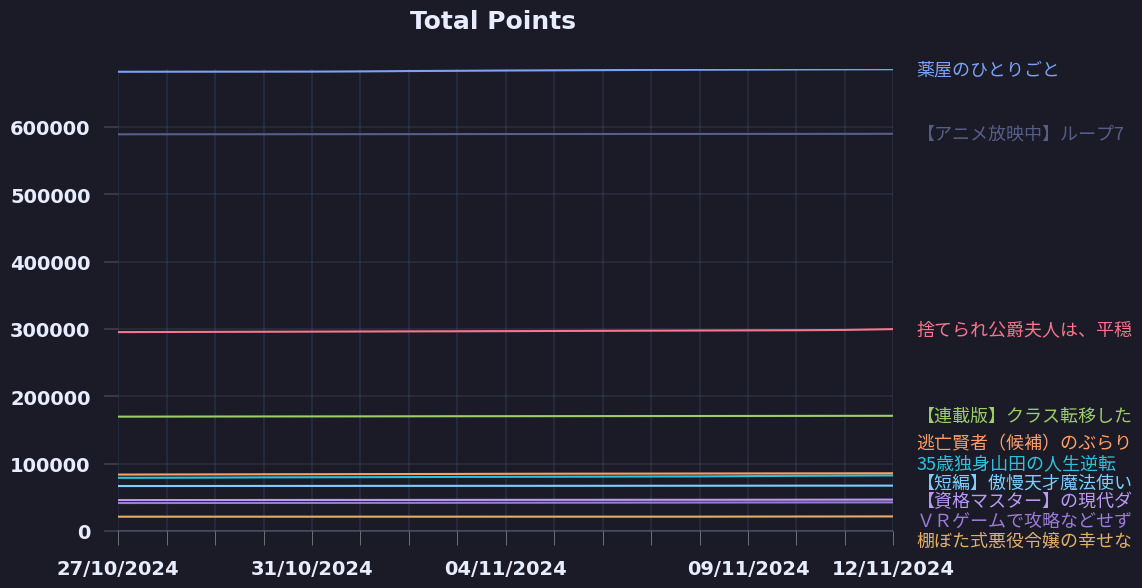 Total Points
薬屋のひとりごと
600000
【アニメ放映中】ループ7
500000
400000
300000
捨てられ公爵夫人は、平穏
200000
【連載版】クラス転移した
逃亡賢者（候補）のぶらり
100000
35歳独身山田の人生逆転
【短編】傲慢天才魔法使い
【資格マスター】の現代ダ
ＶＲゲームで攻略などせず
0
棚ぼた式悪役令嬢の幸せな
27/10/2024 31/10/2024 04/11/2024 09/11/2024 12/11/2024